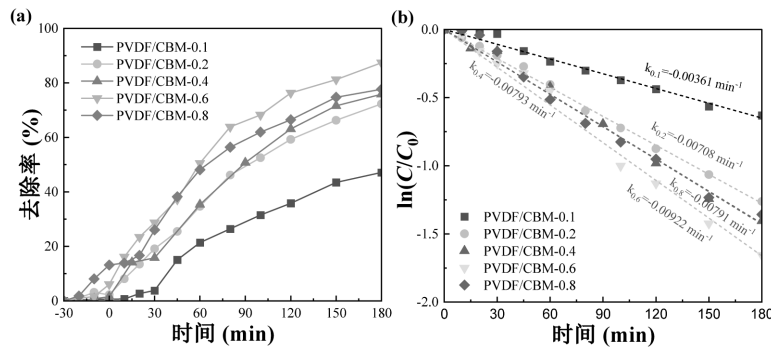 (a)
去除率 (%)
100
80
60
40
20
0
PVDF/CBM-0.1
PVDF/CBM-0.2
PVDF/CBM-0.4
PVDF/CBM-0.6
PVDF/CBM-0.8
-30 0 30 60 90 120 150 180
时间 (min)
(b)
ln(C/C0)
0.0
-0.5
-1.0
-1.5
-2.0
k0.1=-0.00361 min-1
k0.4=-0.00793 min-1
k0.2=-0.00708 min-1
k0.8=-0.00791 min-1
k0.6=-0.00922 min-1
PVDF/CBM-0.1
PVDF/CBM-0.2
PVDF/CBM-0.4
PVDF/CBM-0.6
PVDF/CBM-0.8
0 30 60 90 120 150 180
时间 (min)